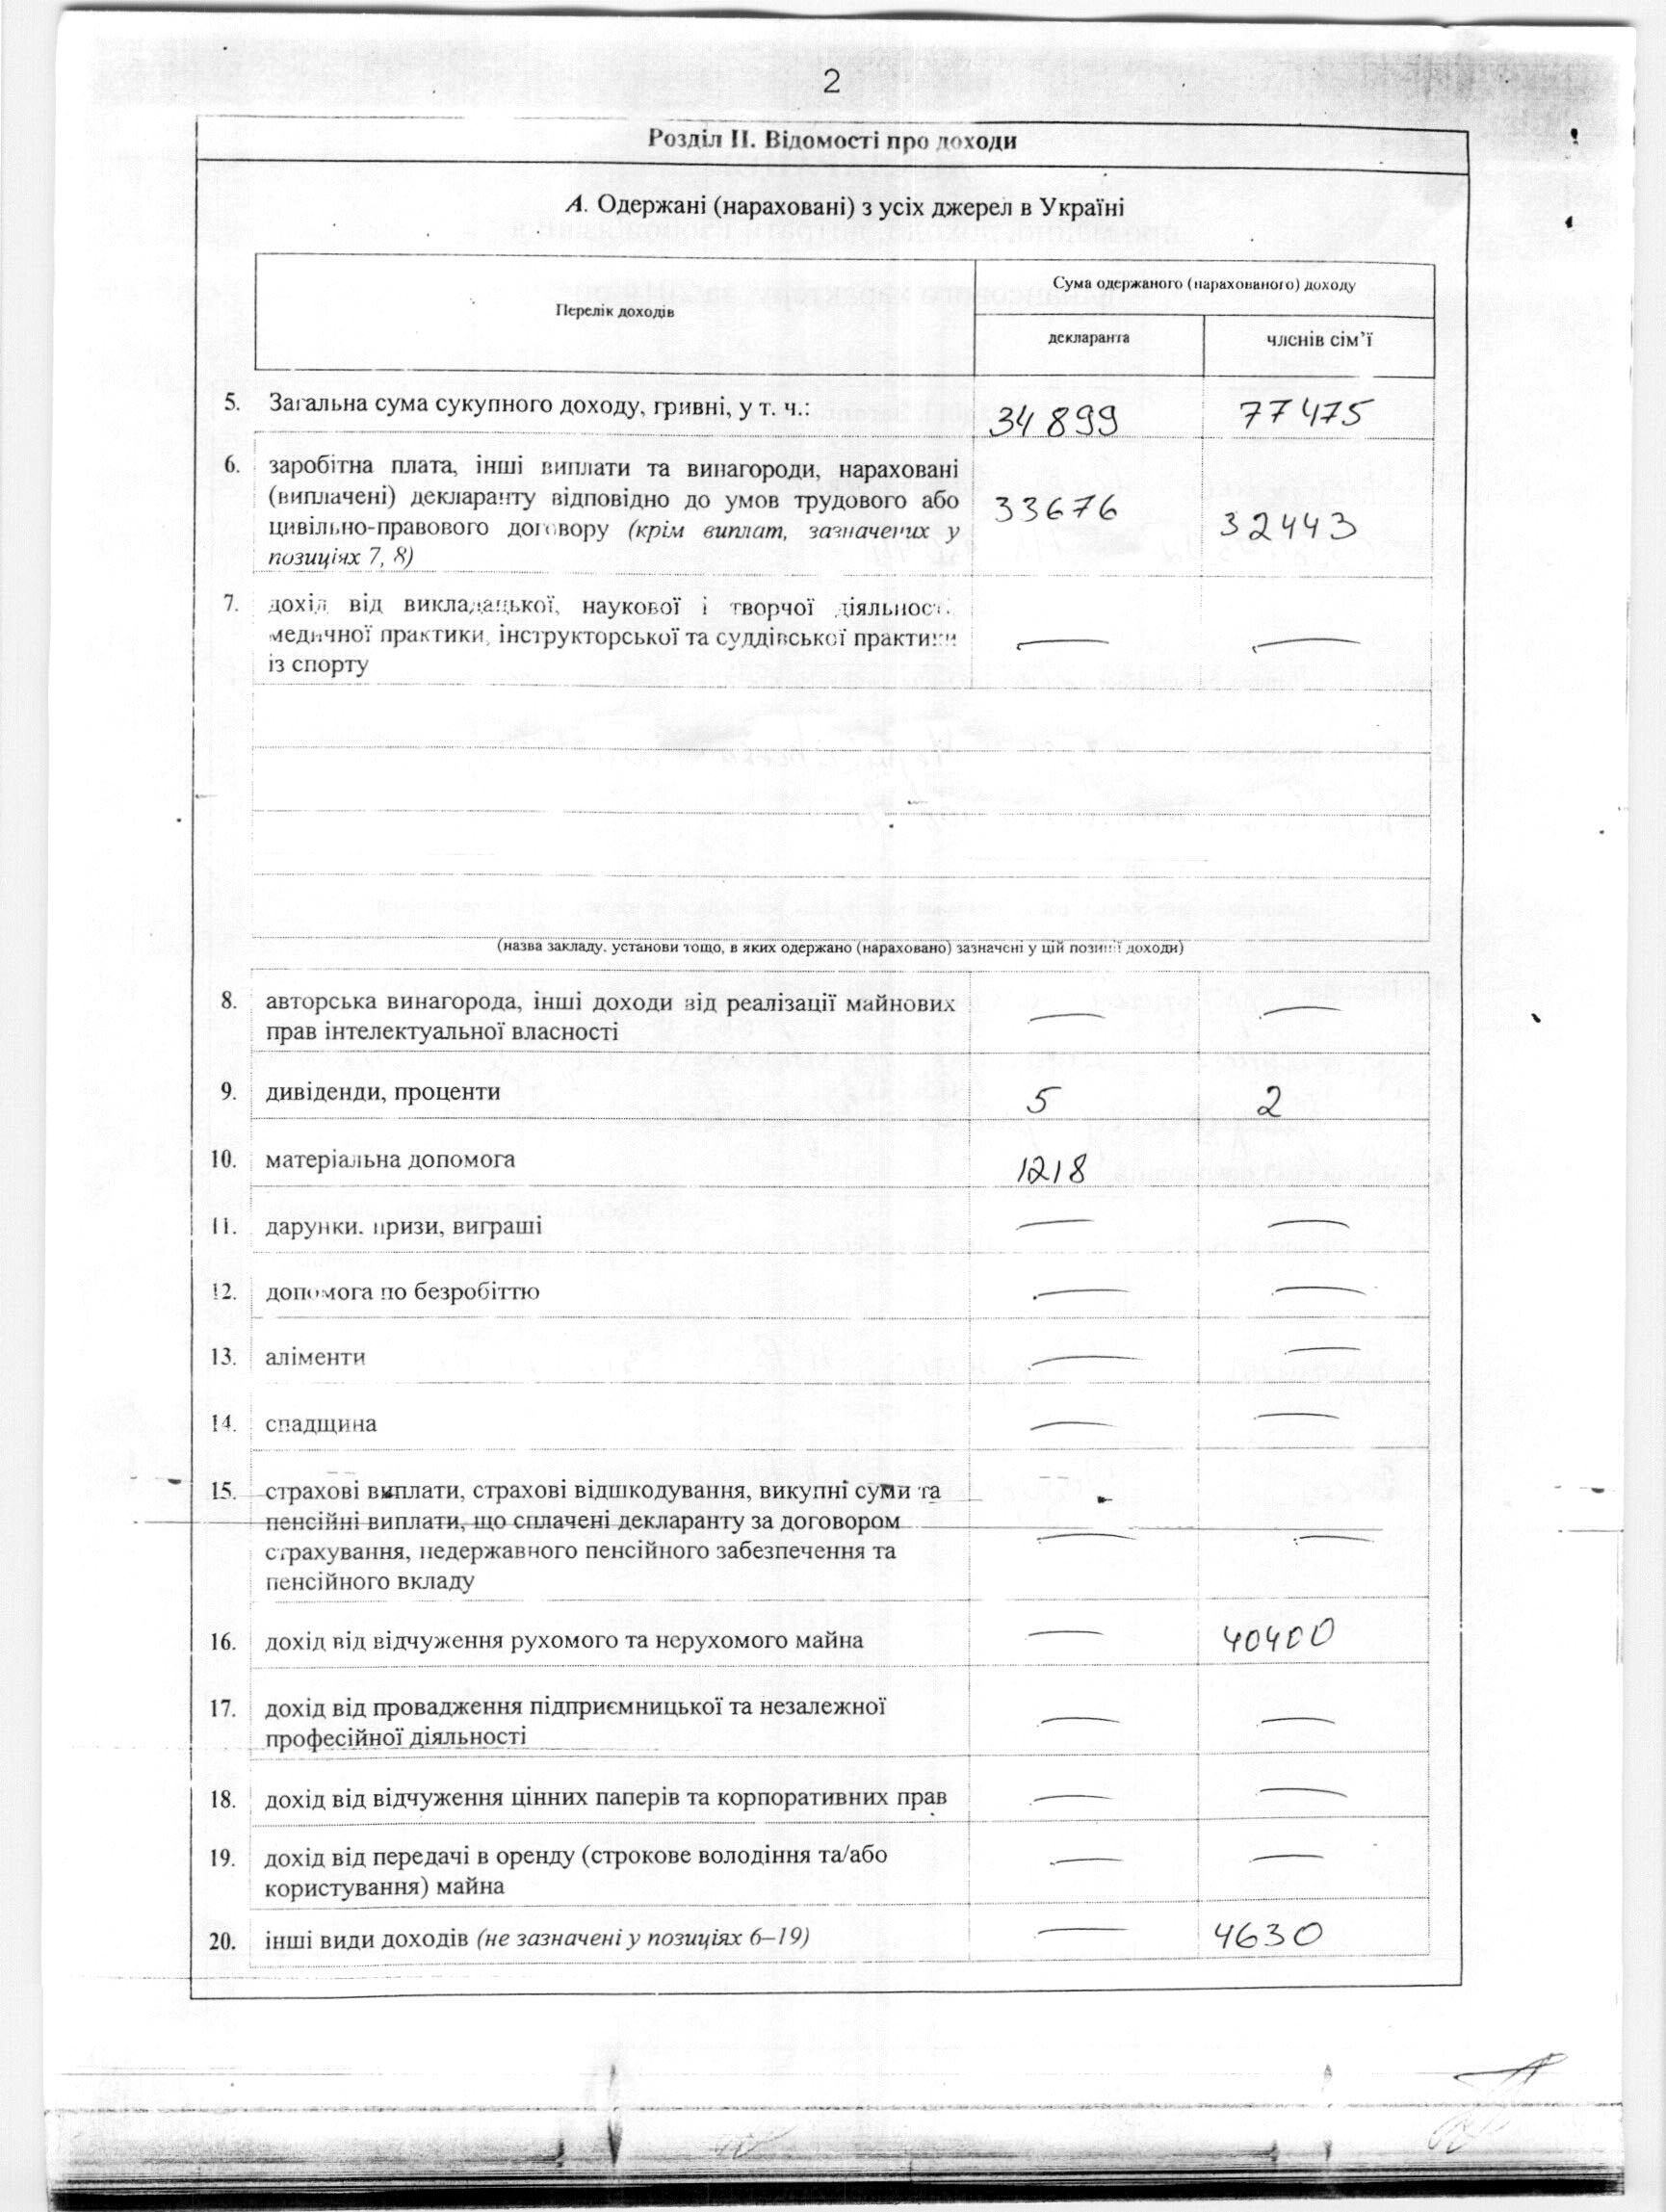 2
Розділ II. Відомості про доходи
А. Одержані (нараховані) з усіх джерел в Україні
Перелік доходів
Сума одержаного (нарахованого) доходу
декларанта
членів сім’ї
5. Загальна сума сукупного доходу, гривні, у т. ч.: 34899 77475
6. заробітна плата, інші виплати та винагороди, нараховані
(виплачені) декларанту відповідно до умов трудового або
цивільно-правового договору (крім виплат, зазначених у
позиціях 7, 8) 33676 32443
7. дохід від викладацької, наукової і творчої діяльності,
медичної практики, інструкторської та суддівської практики
із спорту — —
(назва закладу, установи тощо, в яких одержано (нараховано) зазначені у цій позиції доходи)
8. авторська винагорода, інші доходи від реалізації майнових
прав інтелектуальної власності — —
9. дивіденди, проценти 5 2
10. матеріальна допомога 1218
11. дарунки, призи, виграші — —
12. допомога по безробіттю — —
13. аліменти — —
14. спадщина — —
15. страхові виплати, страхові відшкодування, викупні суми та
пенсійні виплати, що сплачені декларанту за договором
страхування, недержавного пенсійного забезпечення та
пенсійного вкладу — —
16. дохід від відчуження рухомого та нерухомого майна — 40400
17. дохід від провадження підприємницької та незалежної
професійної діяльності — —
18. дохід від відчуження цінних паперів та корпоративних прав — —
19. дохід від передачі в оренду (строкове володіння та/або
користування) майна — —
20. інші види доходів (не зазначені у позиціях 6–19) — 4630